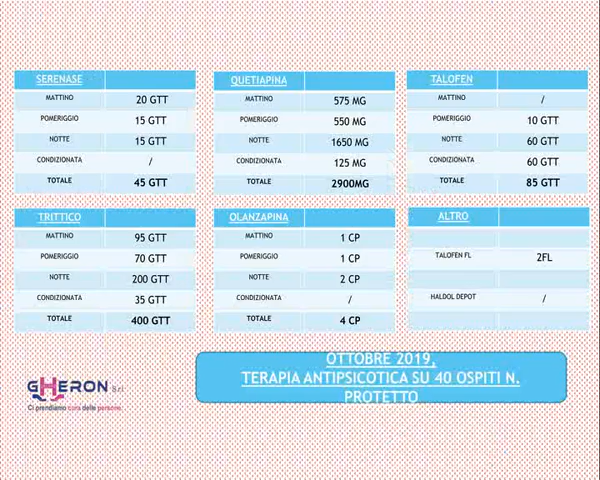 SERENASE
MATTINO 20 GTT
POMERIGGIO 15 GTT
NOTTE 15 GTT
CONDIZIONATA /
TOTALE 45 GTT
QUETIAPINA
MATTINO 575 MG
POMERIGGIO 550 MG
NOTTE 1650 MG
CONDIZIONATA 125 MG
TOTALE 2900MG
TALOFEN
MATTINO /
POMERIGGIO 10 GTT
NOTTE 60 GTT
CONDIZIONATA 60 GTT
TOTALE 85 GTT
TRITTICO
MATTINO 95 GTT
POMERIGGIO 70 GTT
NOTTE 200 GTT
CONDIZIONATA 35 GTT
TOTALE 400 GTT
OLANZAPINA
MATTINO 1 CP
POMERIGGIO 1 CP
NOTTE 2 CP
CONDIZIONATA /
TOTALE 4 CP
ALTRO
TALOFEN FL 2FL
HALDOL DEPOT /
OTTOBRE 2019,
TERAPIA ANTIPSICOTICA SU 40 OSPITI N.
PROTETTO
GHERON S.r.l.
Ci prendiamo cura delle persone.